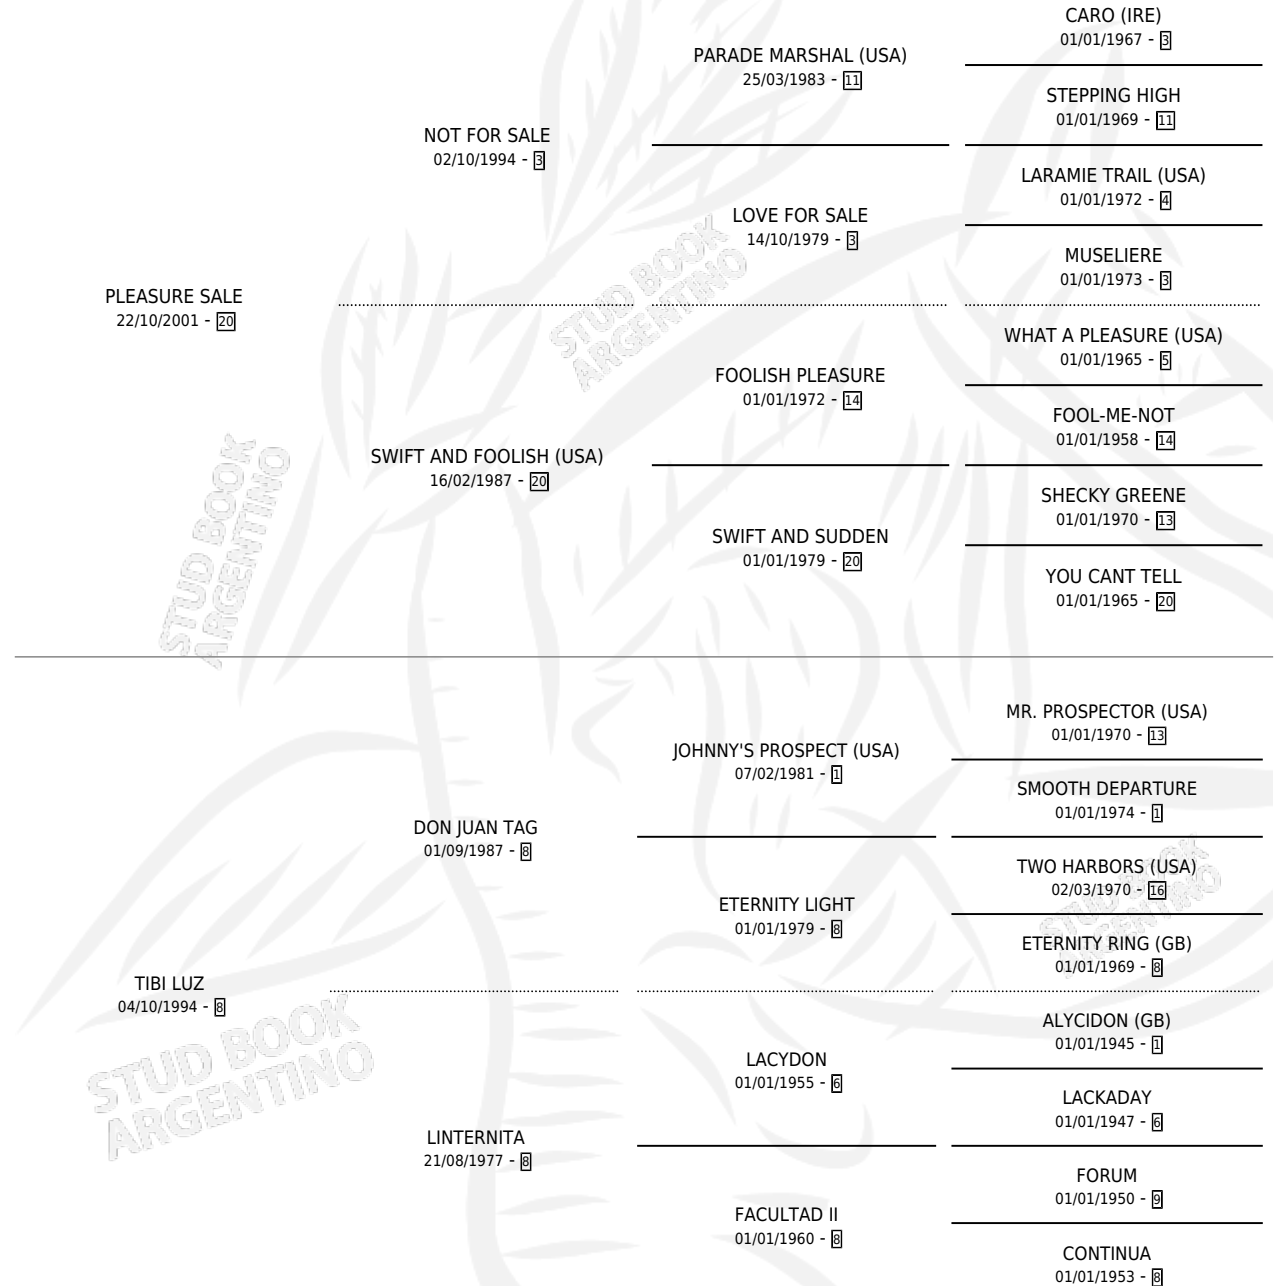 CARO (IRE)
01/01/1967 - 3
PARADE MARSHAL (USA)
25/03/1983 - 11
STEPPING HIGH
01/01/1969 - 11
NOT FOR SALE
02/10/1994 - 3
LARAMIE TRAIL (USA)
01/01/1972 - 4
LOVE FOR SALE
14/10/1979 - 3
MUSELIERE
01/01/1973 - 3
PLEASURE SALE
22/10/2001 - 20
WHAT A PLEASURE (USA)
01/01/1965 - 5
FOOLISH PLEASURE
01/01/1972 - 14
FOOL-ME-NOT
01/01/1958 - 14
SWIFT AND FOOLISH (USA)
16/02/1987 - 20
SHECKY GREENE
01/01/1970 - 13
SWIFT AND SUDDEN
01/01/1979 - 20
YOU CANT TELL
01/01/1965 - 20
STUD BOOK
ARGENTINO
STUD BOOK
ARGENTINO
MR. PROSPECTOR (USA)
01/01/1970 - 13
JOHNNY'S PROSPECT (USA)
07/02/1981 - 1
SMOOTH DEPARTURE
01/01/1974 - 1
DON JUAN TAG
01/09/1987 - 8
TWO HARBORS (USA)
02/03/1970 - 16
ETERNITY LIGHT
01/01/1979 - 8
ETERNITY RING (GB)
01/01/1969 - 8
TIBI LUZ
04/10/1994 - 8
ALYCIDON (GB)
01/01/1945 - 1
LACYDON
01/01/1955 - 6
LACKADAY
01/01/1947 - 6
LINTERNITA
21/08/1977 - 8
FORUM
01/01/1950 - 9
FACULTAD II
01/01/1960 - 8
CONTINUA
01/01/1953 - 8
STUD BOOK
ARGENTINO
STUD BOOK
ARGENTINO